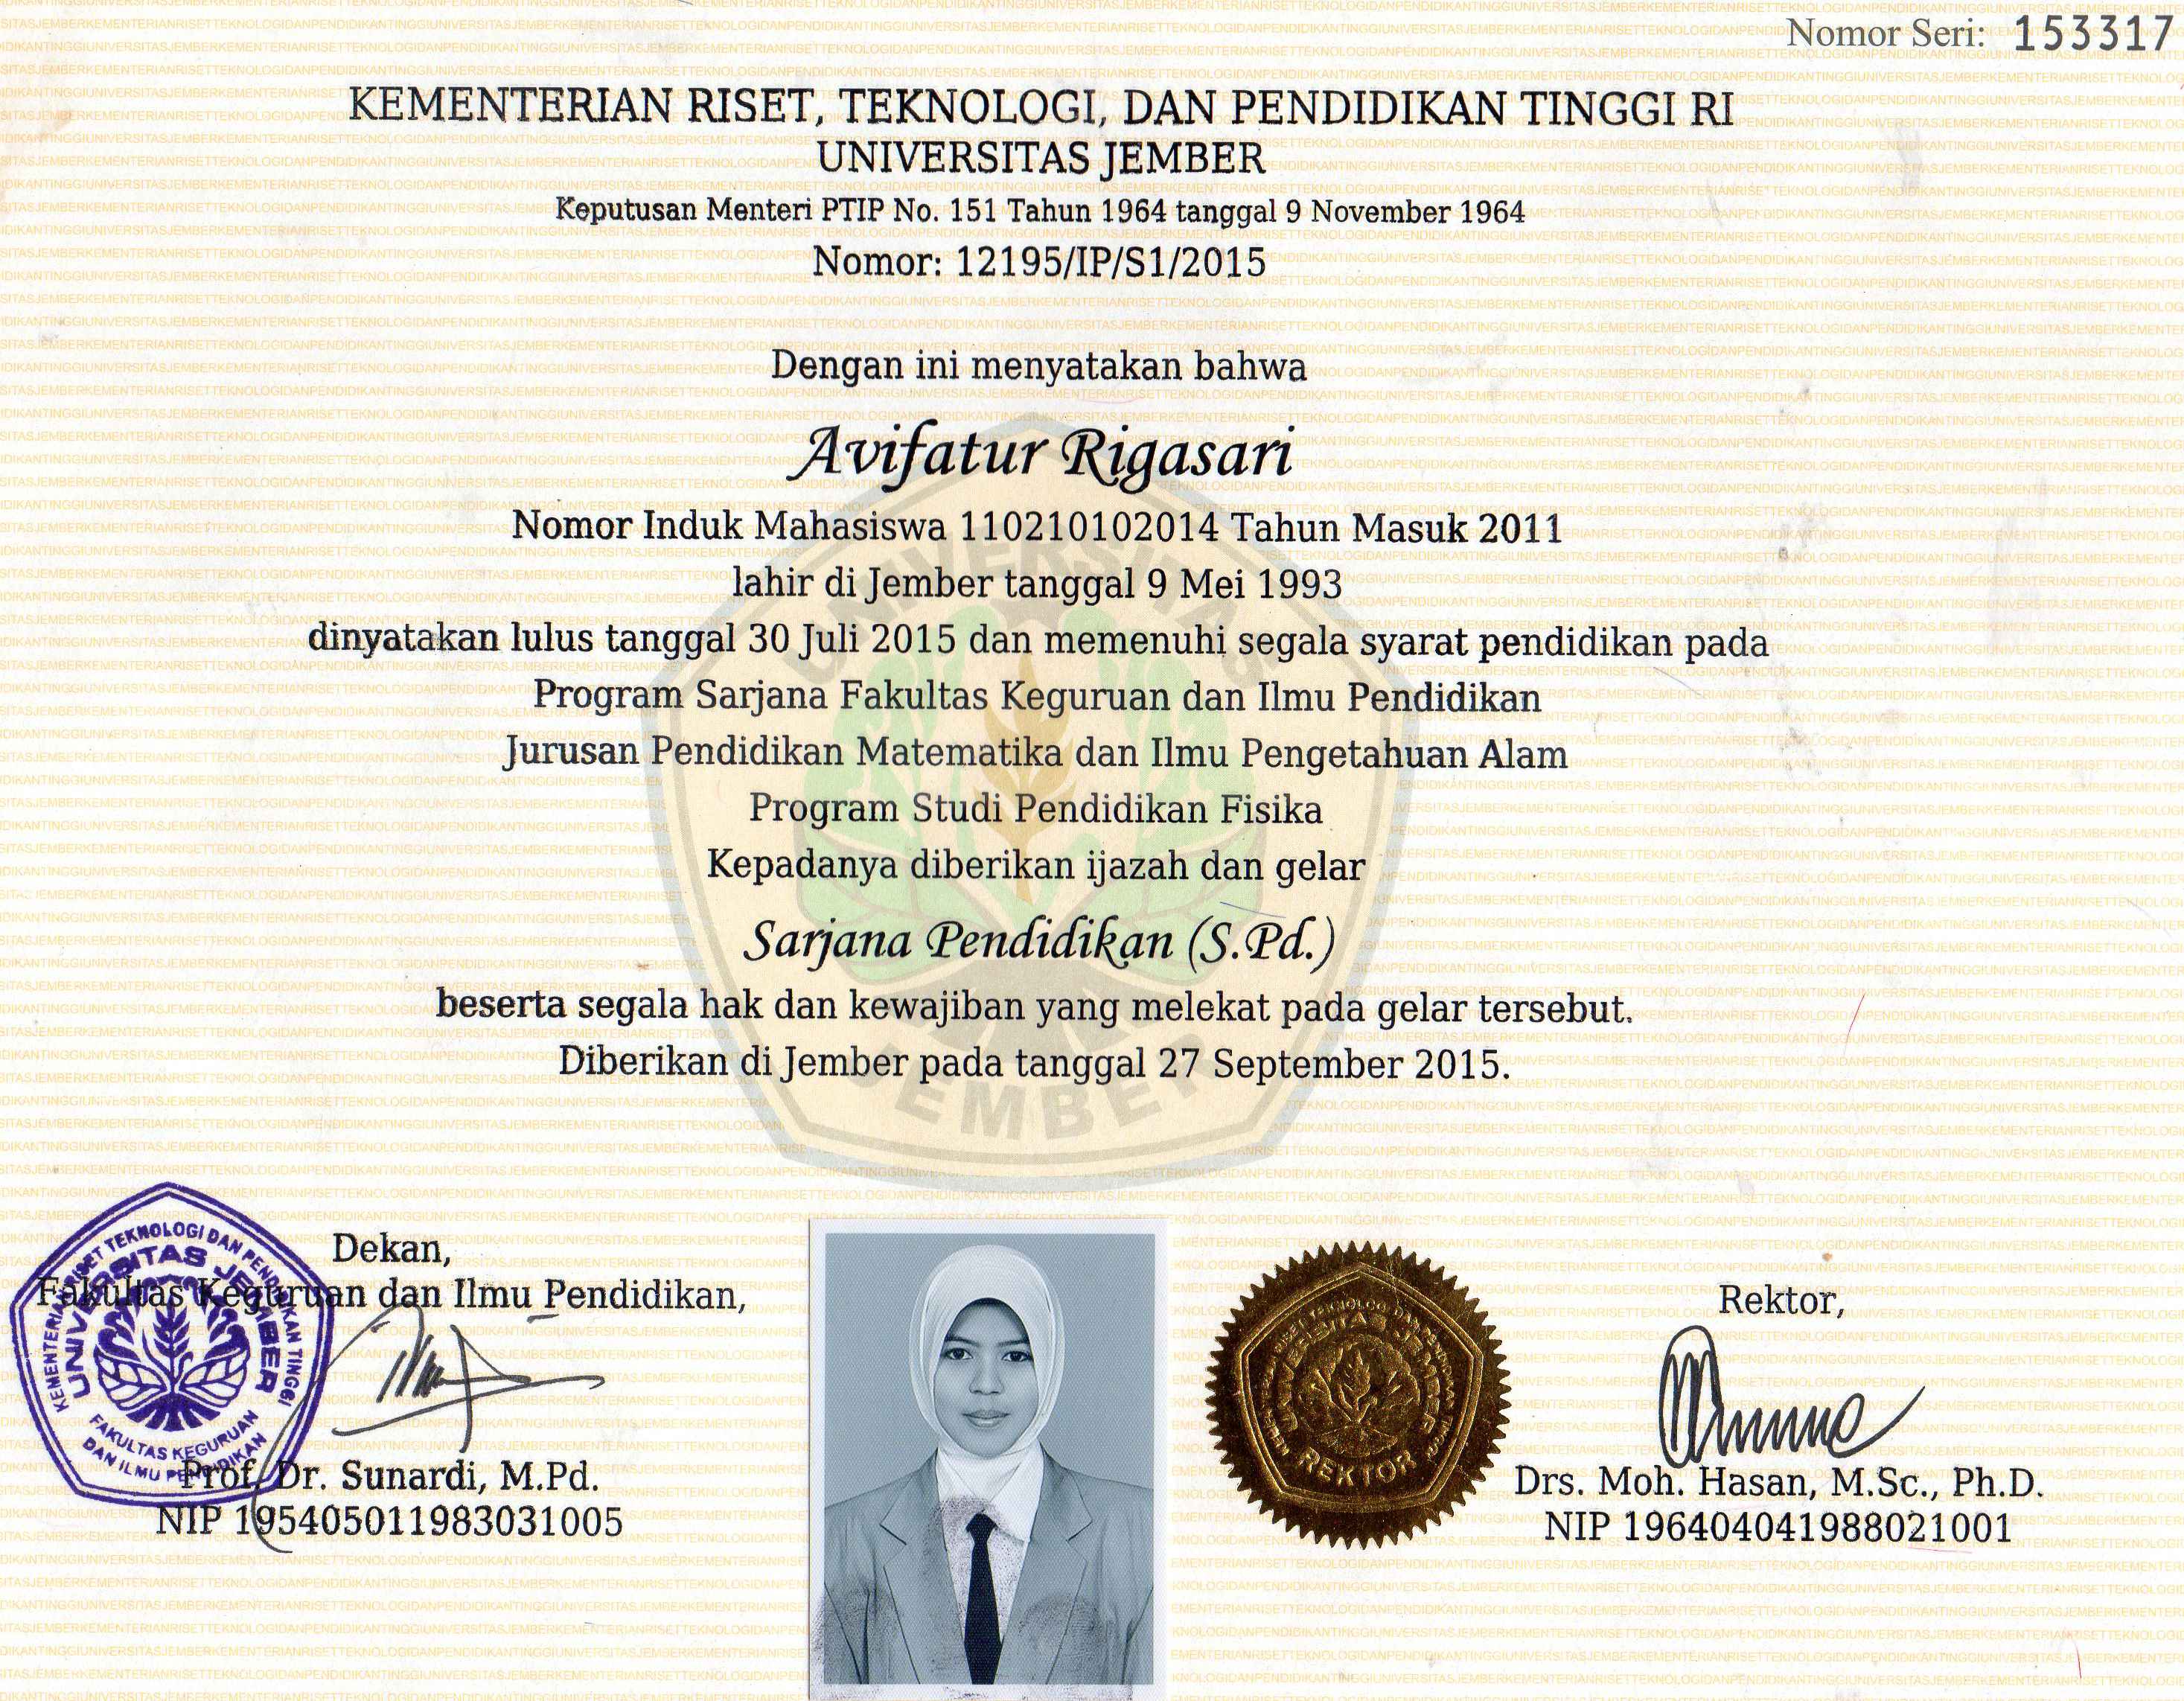 Nomor Seri: 153317
KEMENTERIAN RISET, TEKNOLOGI, DAN PENDIDIKAN TINGGI RI
UNIVERSITAS JEMBER
Keputusan Menteri PTIP No. 151 Tahun 1964 tanggal 9 November 1964
Nomor: 12195/IP/S1/2015
Dengan ini menyatakan bahwa
Avifatur Rigasari
Nomor Induk Mahasiswa 110210102014 Tahun Masuk 2011
lahir di Jember tanggal 9 Mei 1993
dinyatakan lulus tanggal 30 Juli 2015 dan memenuhi segala syarat pendidikan pada
Program Sarjana Fakultas Keguruan dan Ilmu Pendidikan
Jurusan Pendidikan Matematika dan Ilmu Pengetahuan Alam
Program Studi Pendidikan Fisika
Kepadanya diberikan ijazah dan gelar
Sarjana Pendidikan (S.Pd.)
beserta segala hak dan kewajiban yang melekat pada gelar tersebut.
Diberikan di Jember pada tanggal 27 September 2015.
UNIVERSITAS
JEMBER
Dekan,
Fakultas Keguruan dan Ilmu Pendidikan,
Prof. Dr. Sunardi, M.Pd.
NIP 195405011983031005
KEMENTERIAN RISET TEKNOLOGI DAN PENDIDIKAN TINGGI
UNIVERSITAS JEMBER
FAKULTAS KEGURUAN
DAN ILMU PENDIDIKAN
UNIVERSITAS JEMBER
REKTOR
Rektor,
Drs. Moh. Hasan, M.Sc., Ph.D.
NIP 196404041988021001